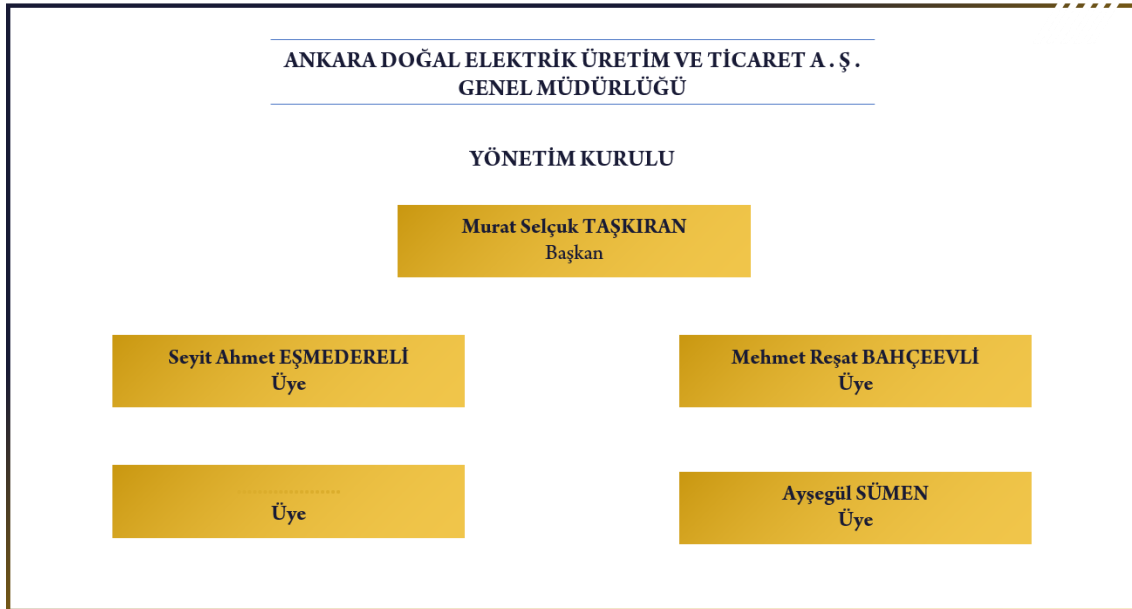 ANKARA DOĞAL ELEKTRİK ÜRETİM VE TİCARET A . Ş .
GENEL MÜDÜRLÜĞÜ
YÖNETİM KURULU
Murat Selçuk TAŞKIRAN
Başkan
Seyit Ahmet EŞMEDERELİ
Üye
Mehmet Reşat BAHÇEEVLİ
Üye
...................
Üye
Ayşegül SÜMEN
Üye